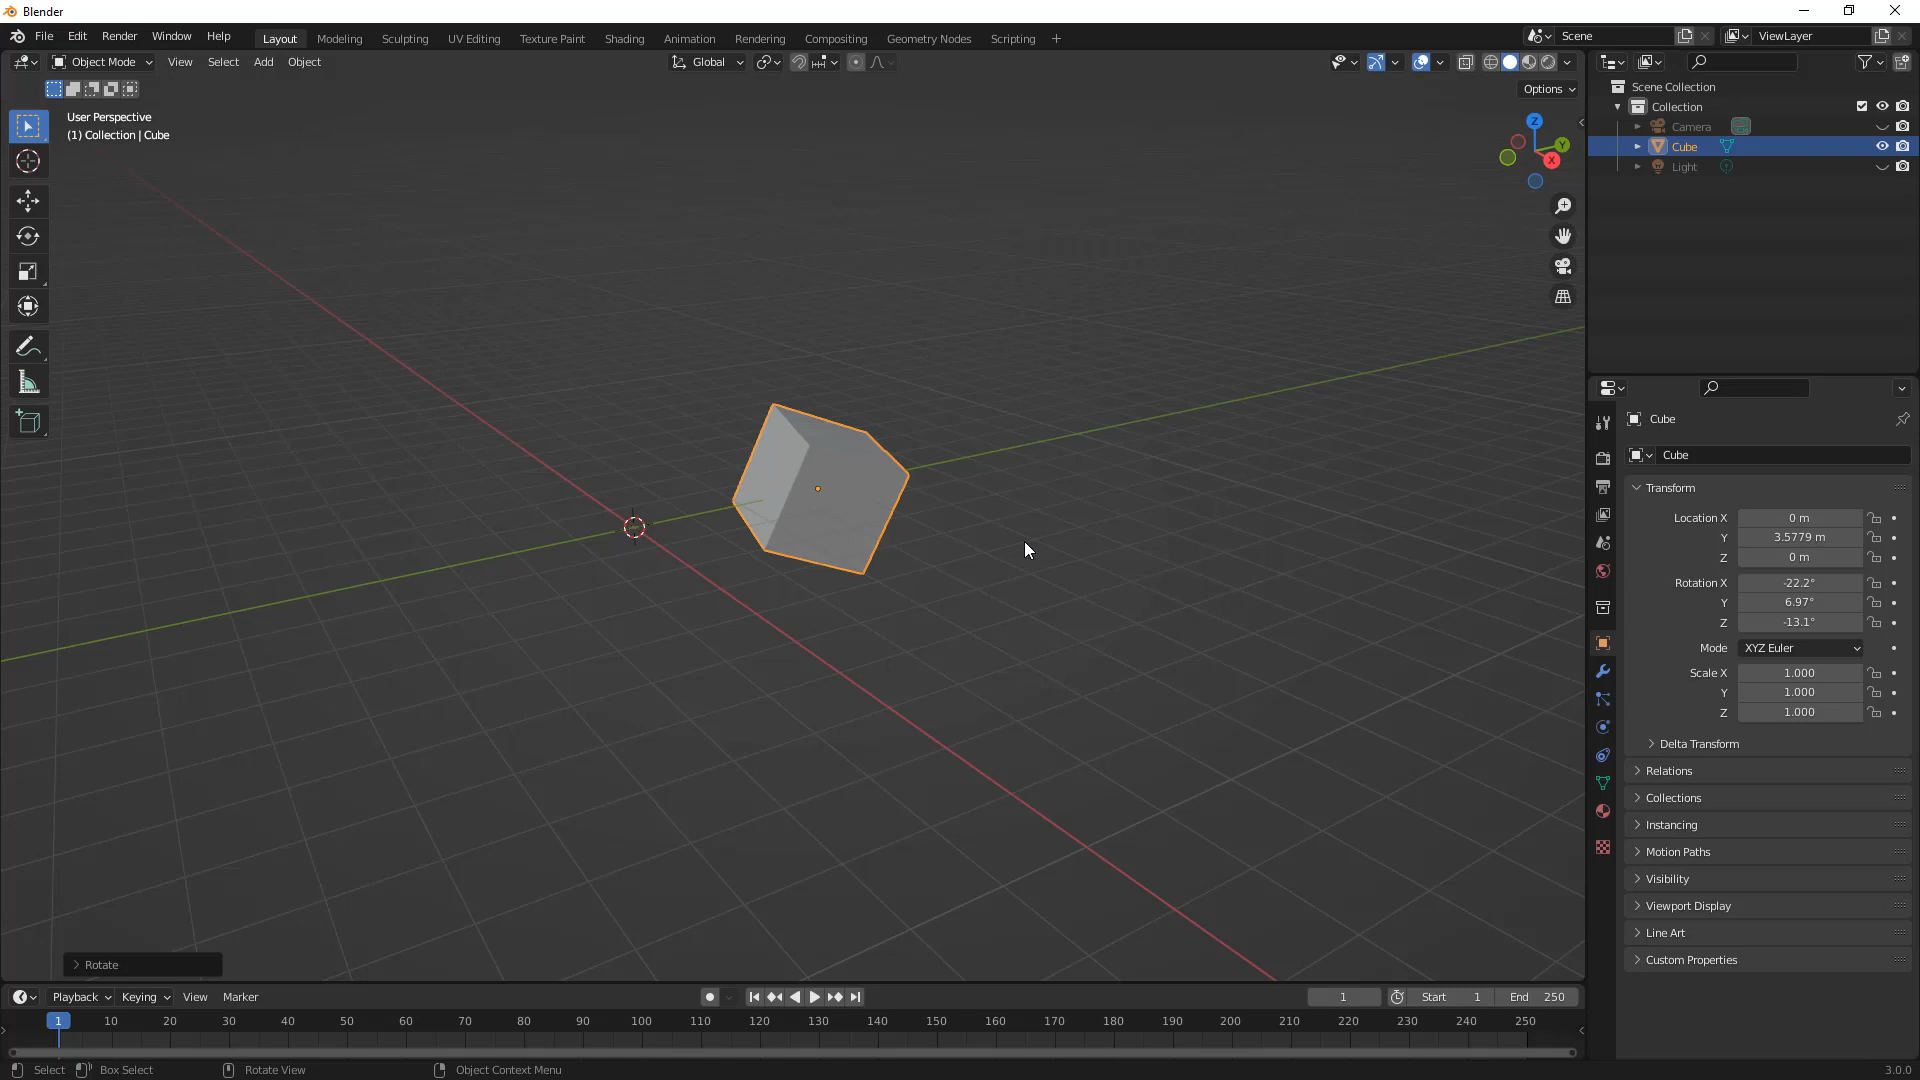 Blender
File Edit Render Window Help
Layout Modeling Sculpting UV Editing Texture Paint Shading Animation Rendering Compositing Geometry Nodes Scripting +
Scene
ViewLayer
Object Mode View Select Add Object
Global
Options
User Perspective
(1) Collection | Cube
Z
Y
X
Scene Collection
Collection
Camera
Cube
Light
Cube
Cube
Transform
Location X 0 m
Y 3.5779 m
Z 0 m
Rotation X -22.2°
Y 6.97°
Z -13.1°
Mode XYZ Euler
Scale X 1.000
Y 1.000
Z 1.000
Delta Transform
Relations
Collections
Instancing
Motion Paths
Visibility
Viewport Display
Line Art
Custom Properties
Rotate
Playback Keying View Marker
1
Start 1
End 250
1 10 20 30 40 50 60 70 80 90 100 110 120 130 140 150 160 170 180 190 200 210 220 230 240 250
Select Box Select Rotate View Object Context Menu
3.0.0